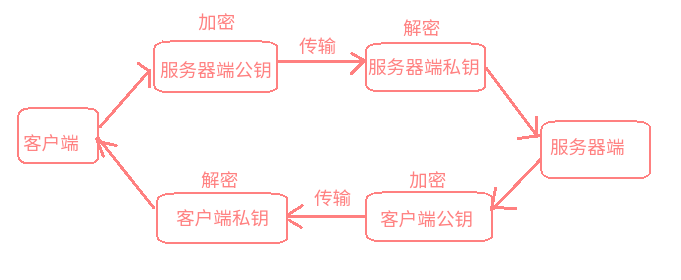 加密
解密
传输
服务器端公钥
服务器端私钥
客户端
服务器端
解密
加密
传输
客户端私钥
客户端公钥